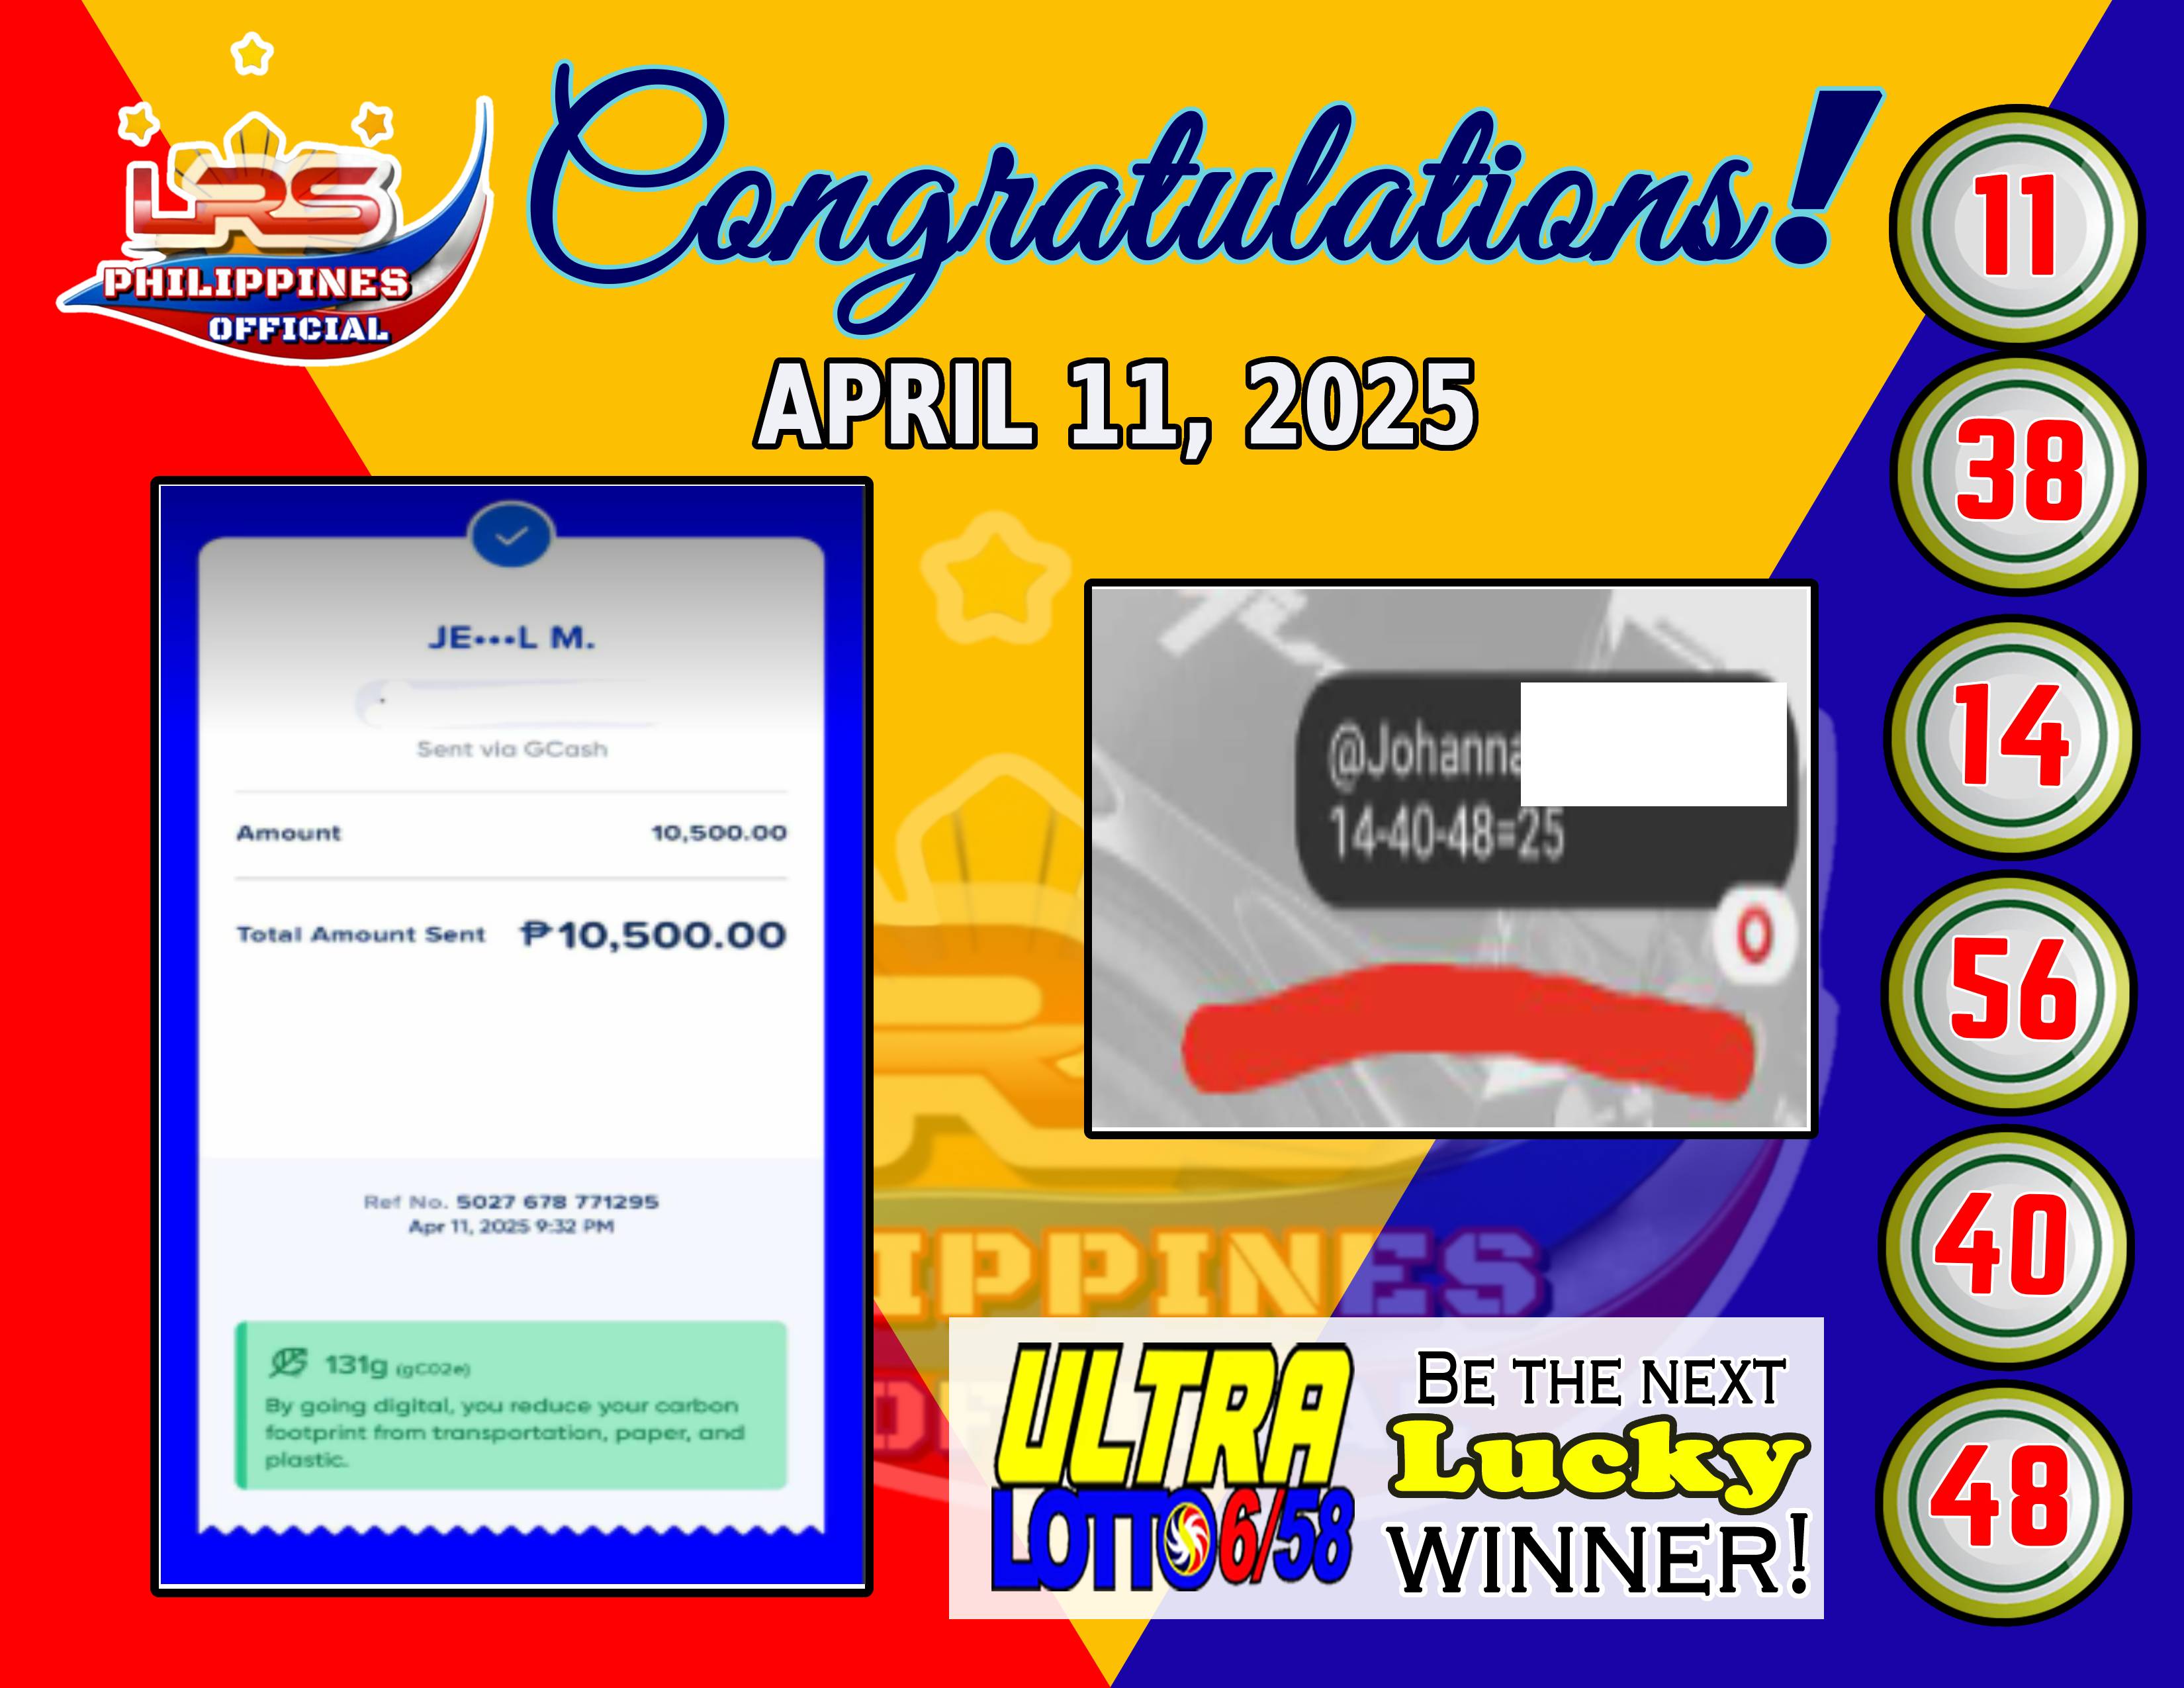 LRS
PHILIPPINES
OFFICIAL
Congratulations!
APRIL 11, 2025
JE•••L M.
Sent via GCash
Amount 10,500.00
Total Amount Sent ₱10,500.00
Ref No. 5027 678 771295
Apr 11, 2025 9:32 PM
131g (gCO2e)
By going digital, you reduce your carbon
footprint from transportation, paper, and
plastic.
@Johanna
14-40-48=25
R
IPPINES
ULTRA
LOTTO 6/58
BE THE NEXT
Lucky
WINNER!
11
38
14
56
40
48